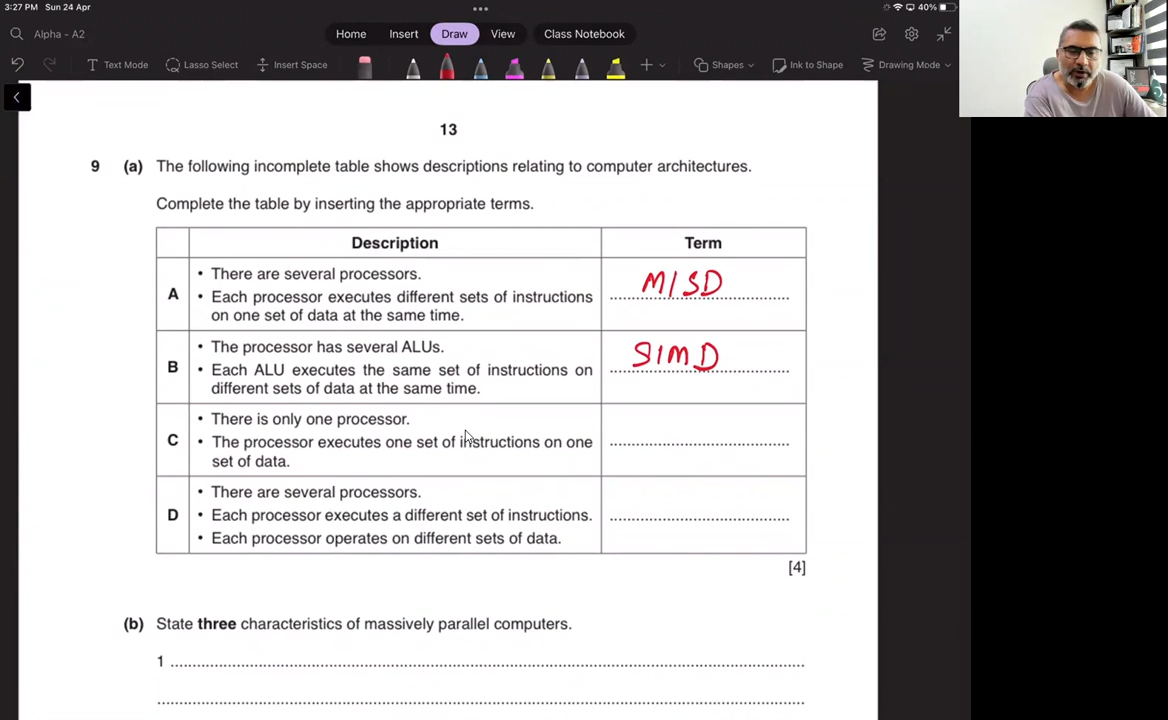 3:27 PM Sun 24 Apr
40%
Alpha - A2
Home Insert Draw View Class Notebook
Text Mode Lasso Select Insert Space Shapes Ink to Shape Drawing Mode
13
9 (a) The following incomplete table shows descriptions relating to computer architectures.
Complete the table by inserting the appropriate terms.
Description Term
A
• There are several processors.
• Each processor executes different sets of instructions
on one set of data at the same time.
MISD
B
• The processor has several ALUs.
• Each ALU executes the same set of instructions on
different sets of data at the same time.
SIMD
C
• There is only one processor.
• The processor executes one set of instructions on one
set of data.
D
• There are several processors.
• Each processor executes a different set of instructions.
• Each processor operates on different sets of data.
[4]
(b) State three characteristics of massively parallel computers.
1